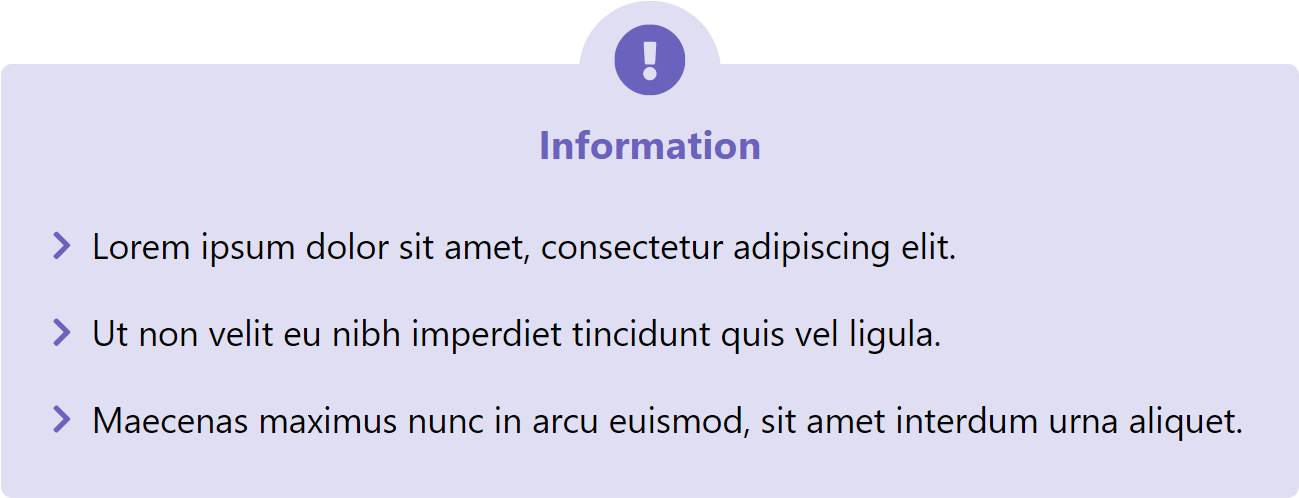 Information
Lorem ipsum dolor sit amet, consectetur adipiscing elit.
Ut non velit eu nibh imperdiet tincidunt quis vel ligula.
Maecenas maximus nunc in arcu euismod, sit amet interdum urna aliquet.